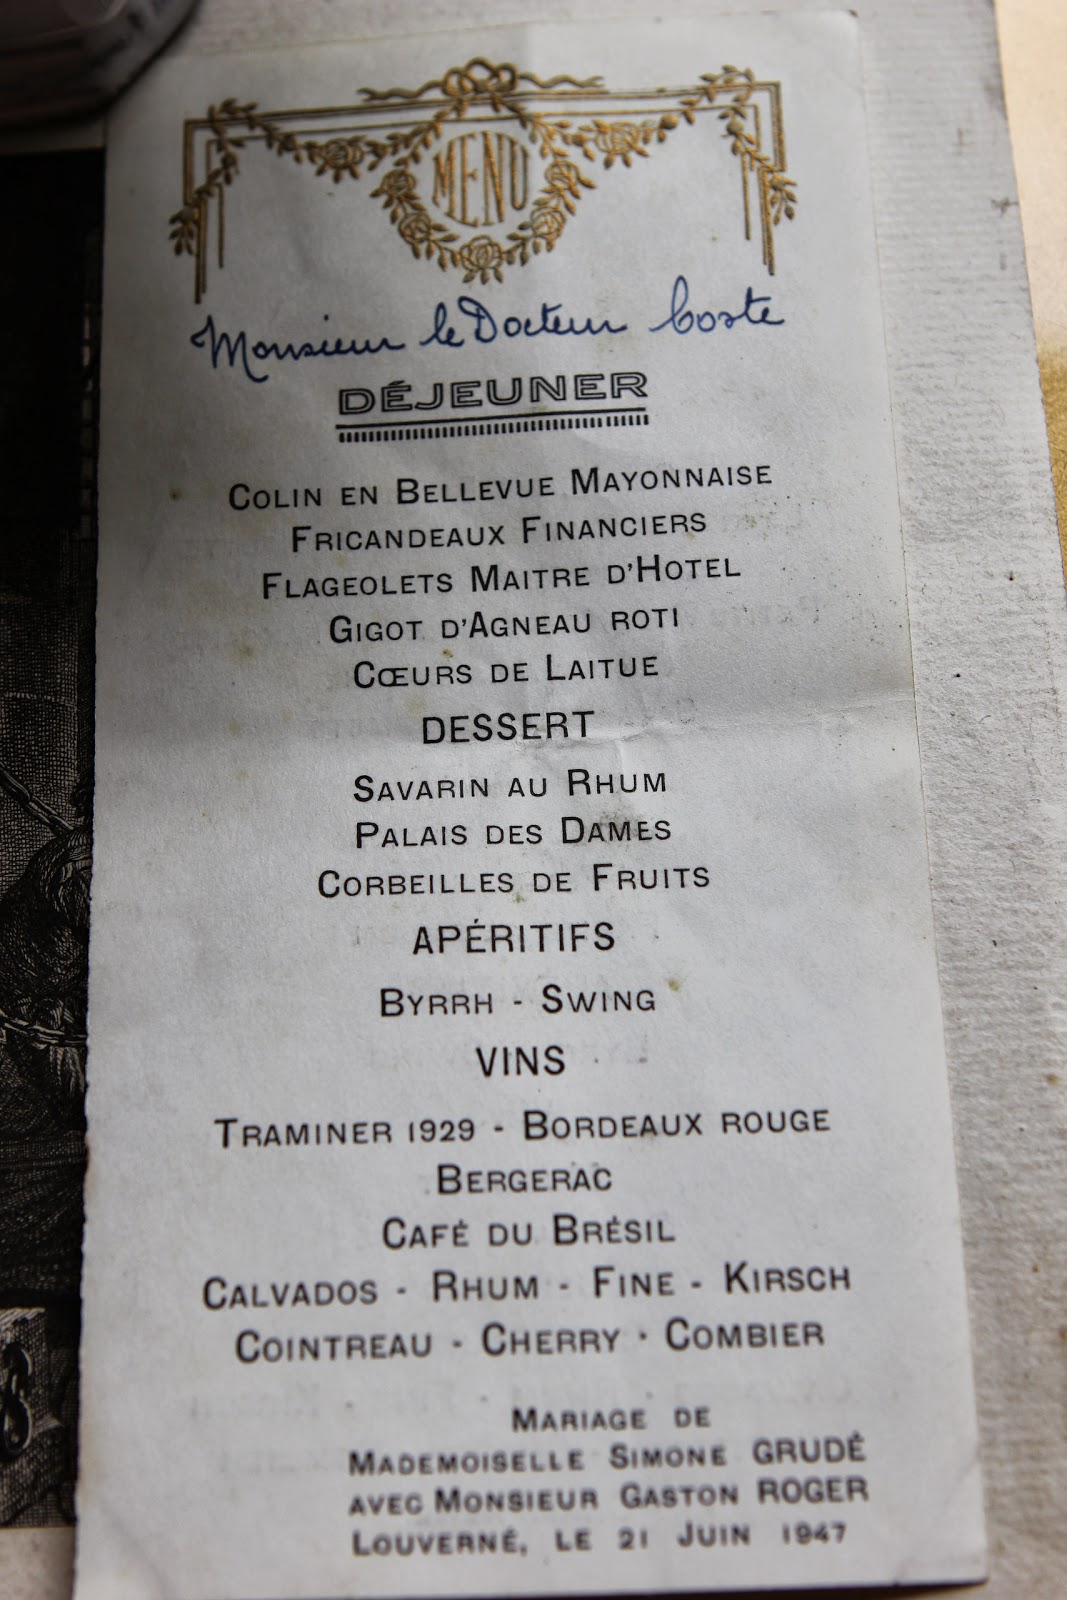 MENU
Monsieur le Docteur Coste
DÉJEUNER
COLIN EN BELLEVUE MAYONNAISE
FRICANDEAUX FINANCIERS
FLAGEOLETS MAITRE D'HOTEL
GIGOT D'AGNEAU ROTI
CŒURS DE LAITUE
DESSERT
SAVARIN AU RHUM
PALAIS DES DAMES
CORBEILLES DE FRUITS
APÉRITIFS
BYRRH - SWING
VINS
TRAMINER 1929 - BORDEAUX ROUGE
BERGERAC
CAFÉ DU BRÉSIL
CALVADOS - RHUM - FINE - KIRSCH
COINTREAU - CHERRY - COMBIER
MARIAGE DE
MADEMOISELLE SIMONE GRUDÉ
AVEC MONSIEUR GASTON ROGER
LOUVERNÉ, LE 21 JUIN 1947